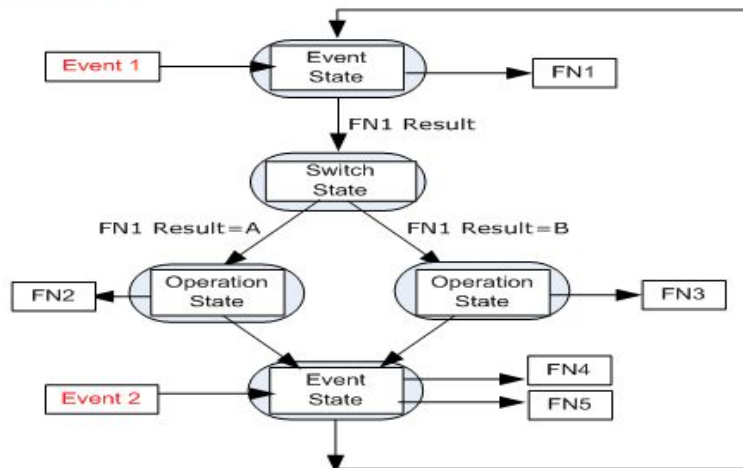 Event
State
Event 1
FN1
FN1 Result
Switch
State
FN1 Result=A
FN1 Result=B
Operation
State
FN2
Operation
State
FN3
Event
State
Event 2
FN4
FN5